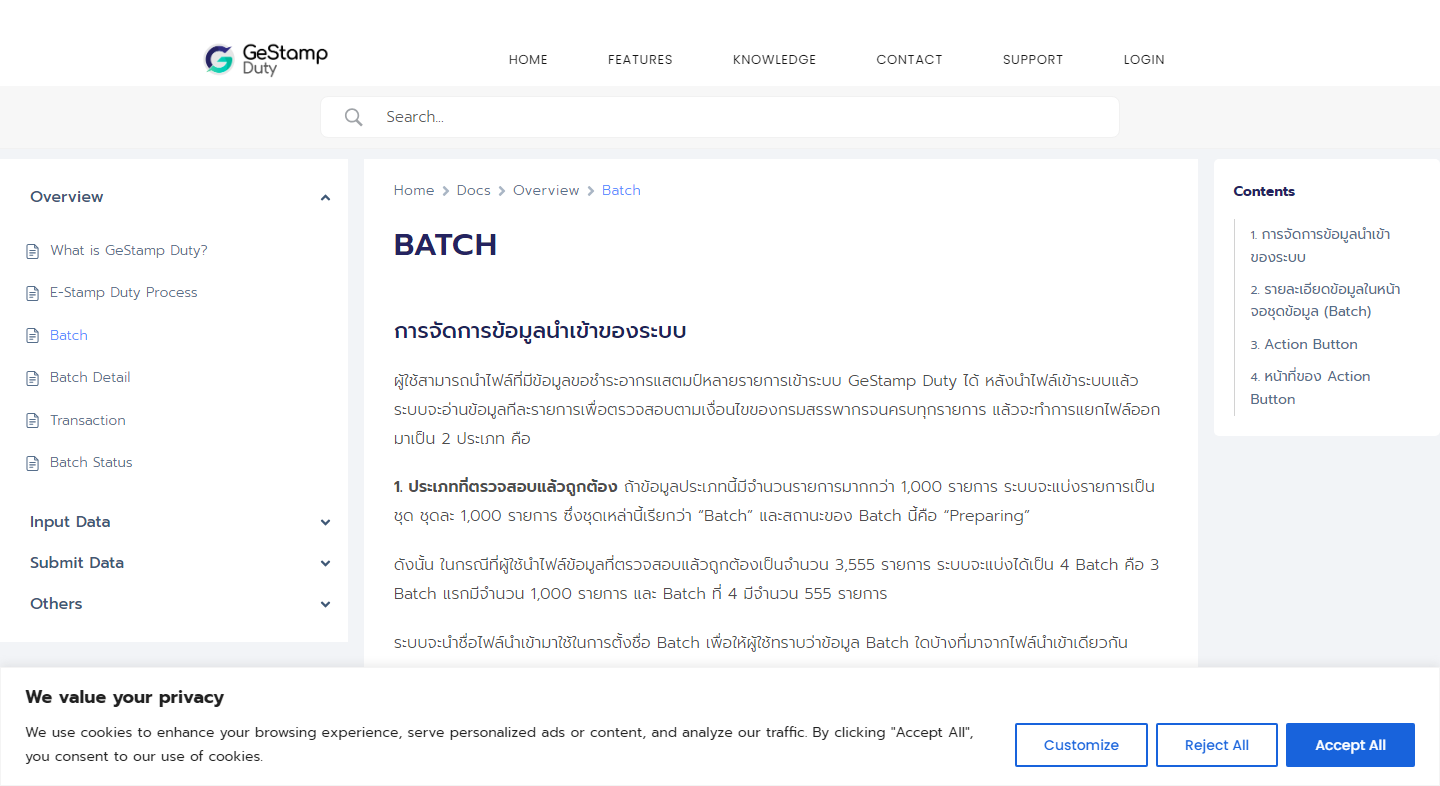 GeStamp
Duty
HOME
FEATURES
KNOWLEDGE
CONTACT
SUPPORT
LOGIN
Search...
Overview
What is GeStamp Duty?
E-Stamp Duty Process
Batch
Batch Detail
Transaction
Batch Status
Input Data
Submit Data
Others
Home > Docs > Overview > Batch
BATCH
การจัดการข้อมูลนำเข้าของระบบ
ผู้ใช้สามารถนำไฟล์ที่มีข้อมูลขอชำระอากรแสตมป์หลายรายการเข้าระบบ GeStamp Duty ได้ หลังนำไฟล์เข้าระบบแล้ว
ระบบจะอ่านข้อมูลทีละรายการเพื่อตรวจสอบตามเงื่อนไขของกรมสรรพากรจนครบทุกรายการ แล้วจะทำการแยกไฟล์ออก
มาเป็น 2 ประเภท คือ
1. ประเภทที่ตรวจสอบแล้วถูกต้อง ถ้าข้อมูลประเภทนี้มีจำนวนรายการมากกว่า 1,000 รายการ ระบบจะแบ่งรายการเป็น
ชุด ชุดละ 1,000 รายการ ซึ่งชุดเหล่านี้เรียกว่า “Batch” และสถานะของ Batch นี้คือ “Preparing”
ดังนั้น ในกรณีที่ผู้ใช้นำไฟล์ข้อมูลที่ตรวจสอบแล้วถูกต้องเป็นจำนวน 3,555 รายการ ระบบจะแบ่งได้เป็น 4 Batch คือ 3
Batch แรกมีจำนวน 1,000 รายการ และ Batch ที่ 4 มีจำนวน 555 รายการ
ระบบจะนำชื่อไฟล์นำเข้ามาใช้ในการตั้งชื่อ Batch เพื่อให้ผู้ใช้ทราบว่าข้อมูล Batch ใดบ้างที่มาจากไฟล์นำเข้าเดียวกัน
Contents
1. การจัดการข้อมูลนำเข้า
ของระบบ
2. รายละเอียดข้อมูลในหน้า
จอชุดข้อมูล (Batch)
3. Action Button
4. หน้าที่ของ Action
Button
We value your privacy
We use cookies to enhance your browsing experience, serve personalized ads or content, and analyze our traffic. By clicking "Accept All",
you consent to our use of cookies.
Customize
Reject All
Accept All